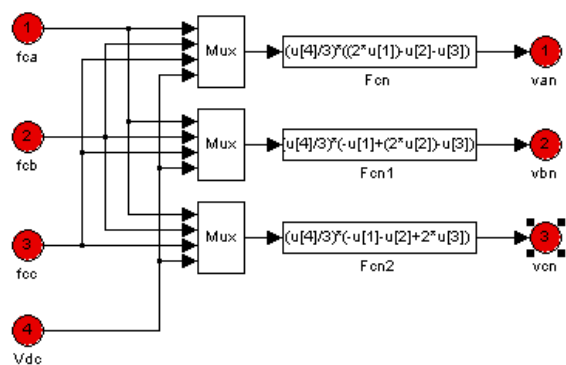 1
fca
Mux
(u[4]/3)*((2*u[1])-u[2]-u[3])
Fcn
1
van
2
fcb
Mux
u[4]/3)*(-u[1]+(2*u[2])-u[3])
Fcn1
2
vbn
3
fcc
Mux
(u[4]/3)*(-u[1]-u[2]+2*u[3])
Fcn2
3
vcn
4
Vdc